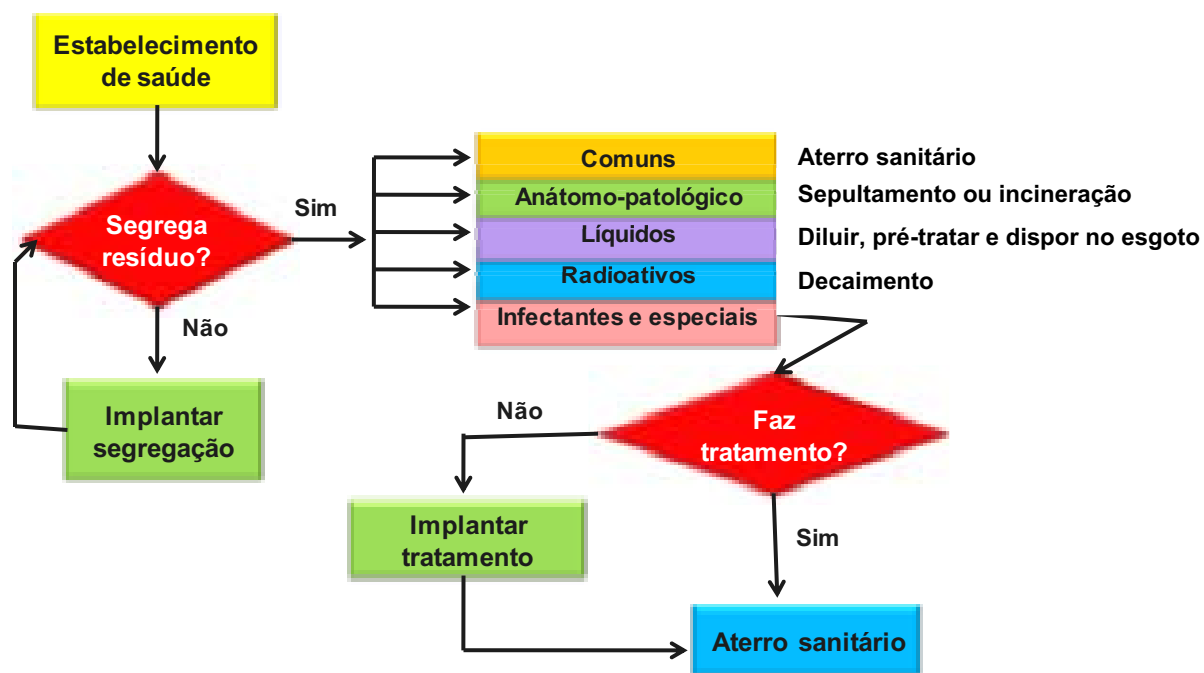 Estabelecimento
de saúde
Segrega
resíduo?
Sim
Não
Implantar
segregação
Comuns
Aterro sanitário
Anátomo-patológico
Sepultamento ou incineração
Líquidos
Diluir, pré-tratar e dispor no esgoto
Radioativos
Decaimento
Infectantes e especiais
Faz
tratamento?
Não
Implantar
tratamento
Sim
Aterro sanitário